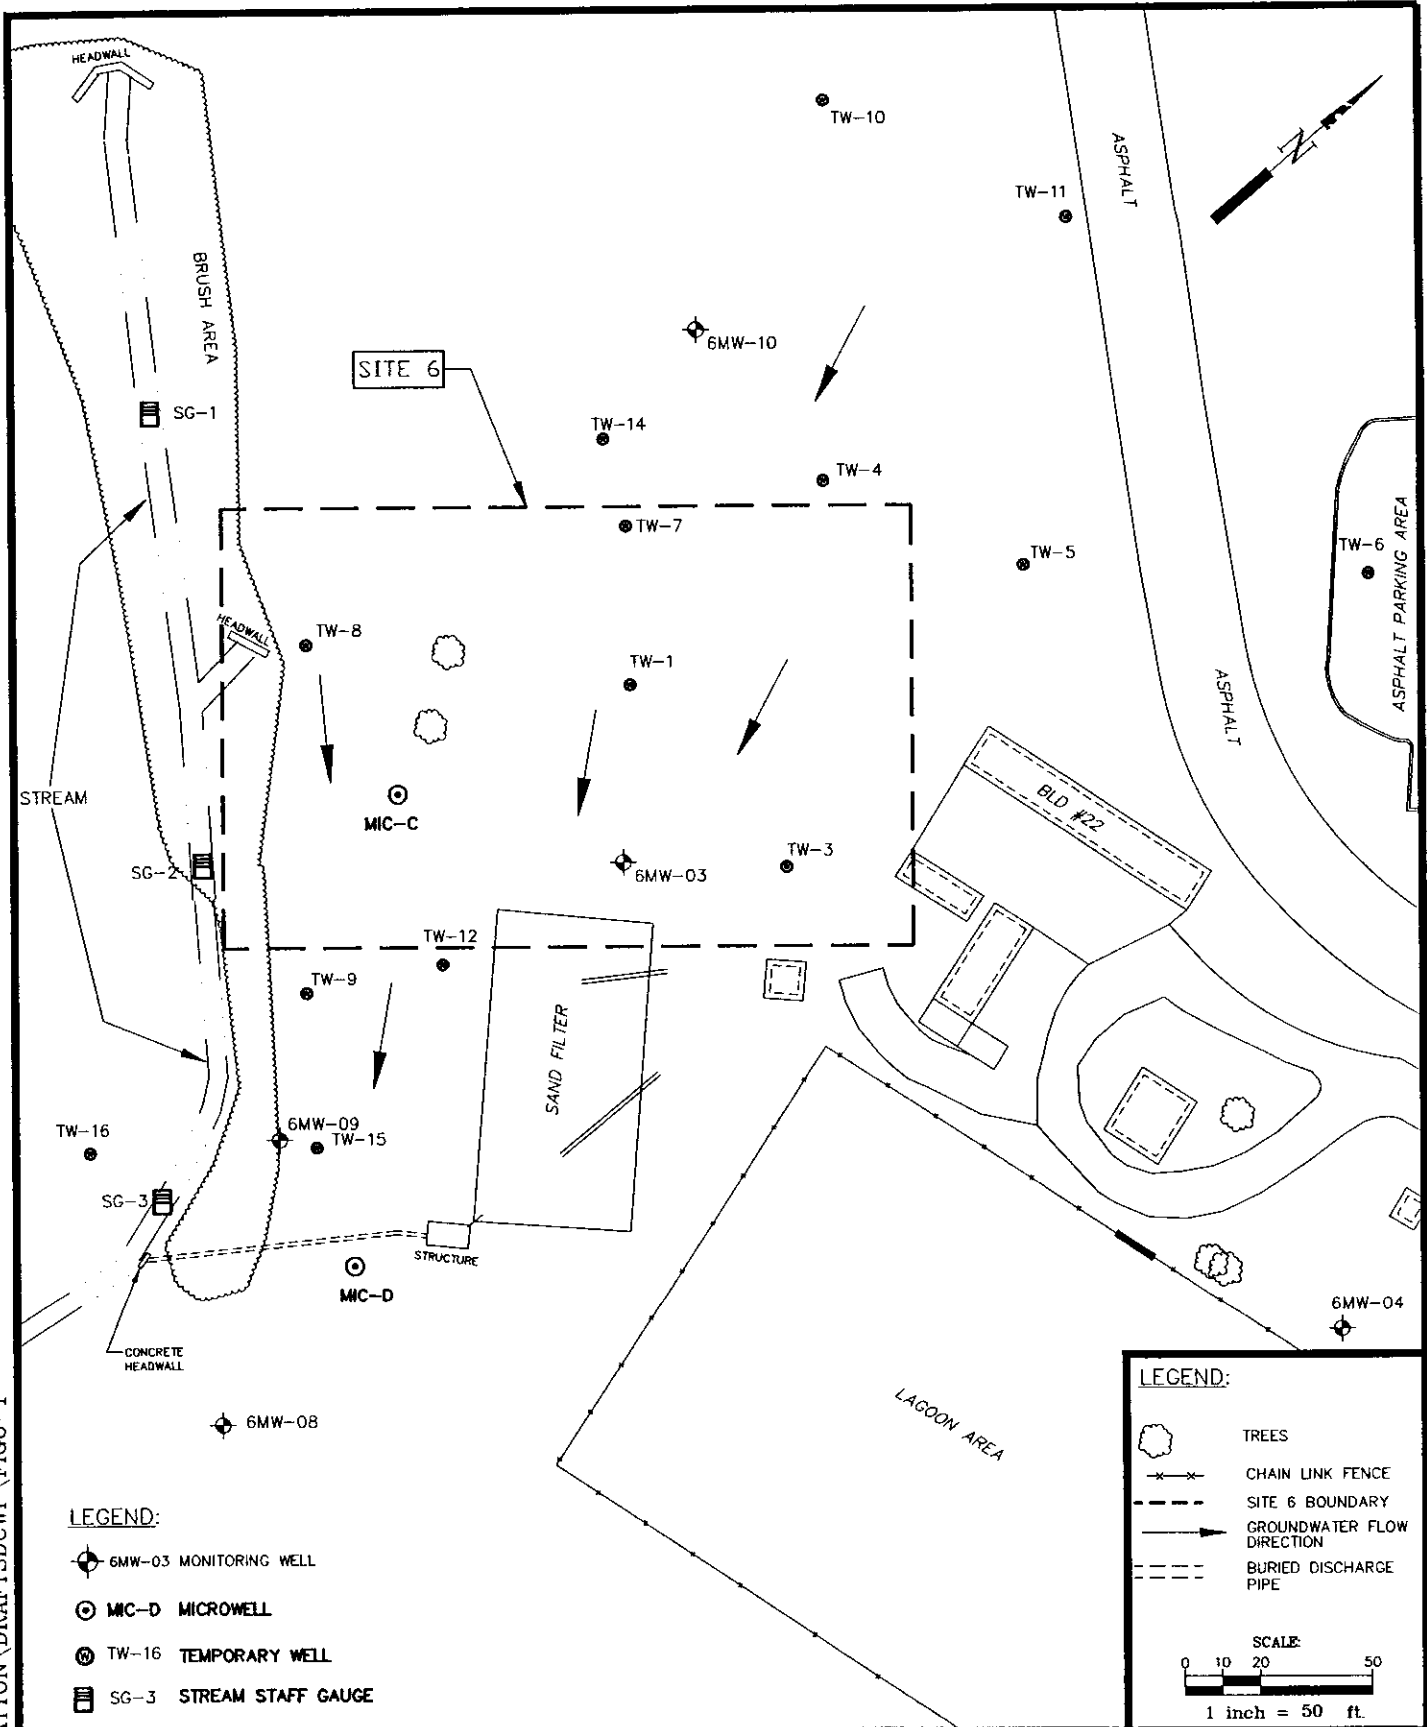 HEADWALL
TW-10
N
ASPHALT
TW-11
BRUSH AREA
6MW-10
SITE 6
SG-1
TW-14
TW-4
TW-7
TW-5
TW-6
ASPHALT PARKING AREA
HEADWALL
TW-8
TW-1
ASPHALT
STREAM
MIC-C
BLD #22
SG-2
6MW-03
TW-3
TW-12
TW-9
SAND FILTER
6MW-09
TW-16
TW-15
SG-3
STRUCTURE
MIC-D
6MW-04
CONCRETE
HEADWALL
6MW-08
LAGOON AREA
LEGEND:
6MW-03 MONITORING WELL
MIC-D MICROWELL
TW-16 TEMPORARY WELL
SG-3 STREAM STAFF GAUGE
LEGEND:
TREES
CHAIN LINK FENCE
SITE 6 BOUNDARY
GROUNDWATER FLOW
DIRECTION
BURIED DISCHARGE
PIPE
SCALE:
0 10 20 50
1 inch = 50 ft.